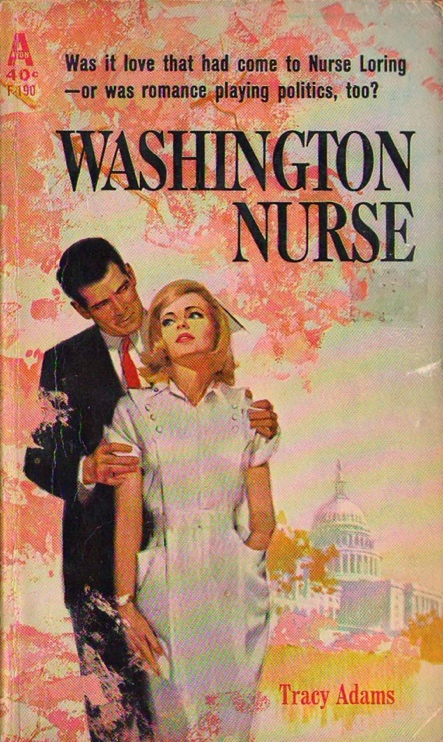 A
AVON
40¢
F-190
Was it love that had come to Nurse Loring
—or was romance playing politics, too?
WASHINGTON
NURSE
Tracy Adams